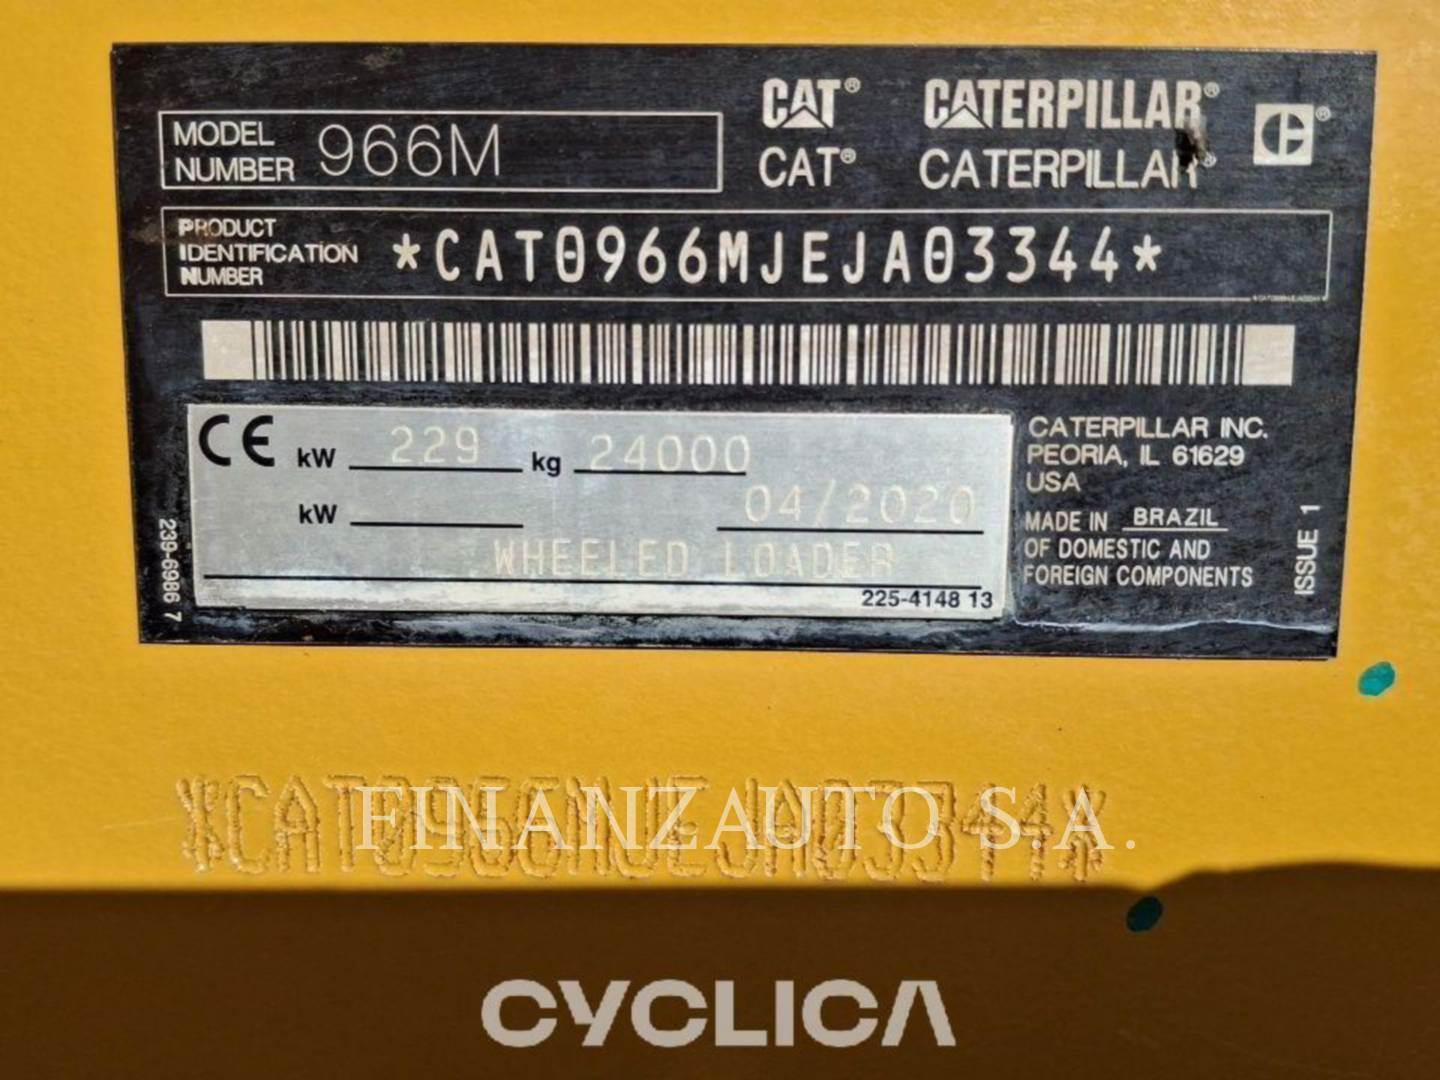 CAT® CATERPILLAR®
MODEL NUMBER 966M
CAT® CATERPILLAR®
PRODUCT IDENTIFICATION NUMBER *CAT0966MJEJA03344*
CE kW 229 kg 24000
kW 04/2020
WHEELED LOADER
225-4148 13
239-6986 7
CATERPILLAR INC.
PEORIA, IL 61629
USA
MADE IN BRAZIL
OF DOMESTIC AND
FOREIGN COMPONENTS
ISSUE 1
*CAT0966MJEJA03344*
FINANZAUTO S.A.
CYCLICA